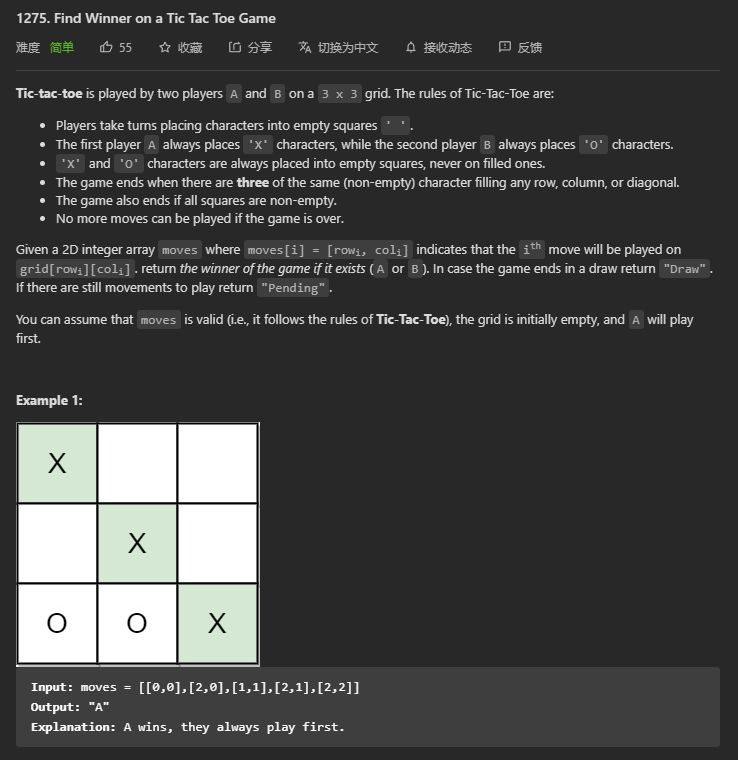 1275. Find Winner on a Tic Tac Toe Game
难度 简单 55 收藏 分享 切换为中文 接收动态 反馈
Tic-tac-toe is played by two players A and B on a 3 x 3 grid. The rules of Tic-Tac-Toe are:
Players take turns placing characters into empty squares ' '.
The first player A always places 'X' characters, while the second player B always places 'O' characters.
'X' and 'O' characters are always placed into empty squares, never on filled ones.
The game ends when there are three of the same (non-empty) character filling any row, column, or diagonal.
The game also ends if all squares are non-empty.
No more moves can be played if the game is over.
Given a 2D integer array moves where moves[i] = [rowᵢ, colᵢ] indicates that the iᵗʰ move will be played on
grid[rowᵢ][colᵢ]. return the winner of the game if it exists (A or B). In case the game ends in a draw return "Draw".
If there are still movements to play return "Pending".
You can assume that moves is valid (i.e., it follows the rules of Tic-Tac-Toe), the grid is initially empty, and A will play
first.
Example 1:
X
X
O O X
Input: moves = [[0,0],[2,0],[1,1],[2,1],[2,2]]
Output: "A"
Explanation: A wins, they always play first.